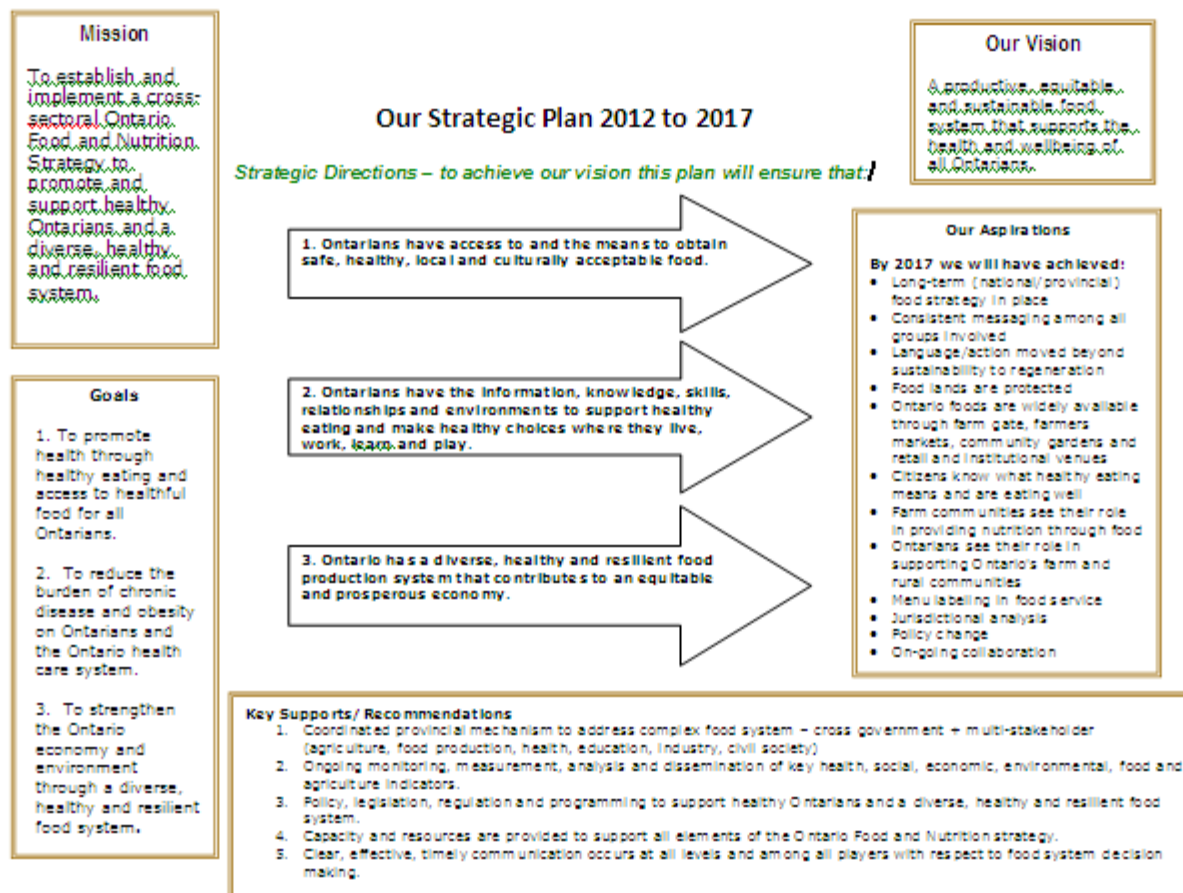 Mission
To establish and
implement a cross-
sectoral Ontario
Food and Nutrition
Strategy to
promote and
support healthy
Ontarians and a
diverse, healthy
and resilient food
system.
Goals
1. To promote
health through
healthy eating and
access to healthful
food for all
Ontarians.
2. To reduce the
burden of chronic
disease and obesity
on Ontarians and
the Ontario health
care system.
3. To strengthen
the Ontario
economy and
environment
through a diverse,
healthy and resilient
food system.
Our Strategic Plan 2012 to 2017
Strategic Directions – to achieve our vision this plan will ensure that:
1. Ontarians have access to and the means to obtain
safe, healthy, local and culturally acceptable food.
2. Ontarians have the information, knowledge, skills,
relationships and environments to support healthy
eating and make healthy choices where they live,
work, learn and play.
3. Ontario has a diverse, healthy and resilient food
production system that contributes to an equitable
and prosperous economy.
Our Vision
A productive, equitable
and sustainable food
system that supports the
health and wellbeing of
all Ontarians.
Our Aspirations
By 2017 we will have achieved:
• Long-term (national/provincial)
food strategy in place
• Consistent messaging among all
groups involved
• Language/action moved beyond
sustainability to regeneration
• Food lands are protected
• Ontario foods are widely available
through farm gate, farmers
markets, community gardens and
retail and institutional venues
• Citizens know what healthy eating
means and are eating well
• Farm communities see their role
in providing nutrition through food
• Ontarians see their role in
supporting Ontario's farm and
rural communities
• Menu labeling in food service
• Jurisdictional analysis
• Policy change
• On-going collaboration
Key Supports/ Recommendations
1. Coordinated provincial mechanism to address complex food system – cross government + multi-stakeholder
(agriculture, food production, health, education, industry, civil society)
2. Ongoing monitoring, measurement, analysis and dissemination of key health, social, economic, environmental, food and
agriculture indicators.
3. Policy, legislation, regulation and programming to support healthy Ontarians and a diverse, healthy and resilient food
system.
4. Capacity and resources are provided to support all elements of the Ontario Food and Nutrition strategy.
5. Clear, effective, timely communication occurs at all levels and among all players with respect to food system decision
making.